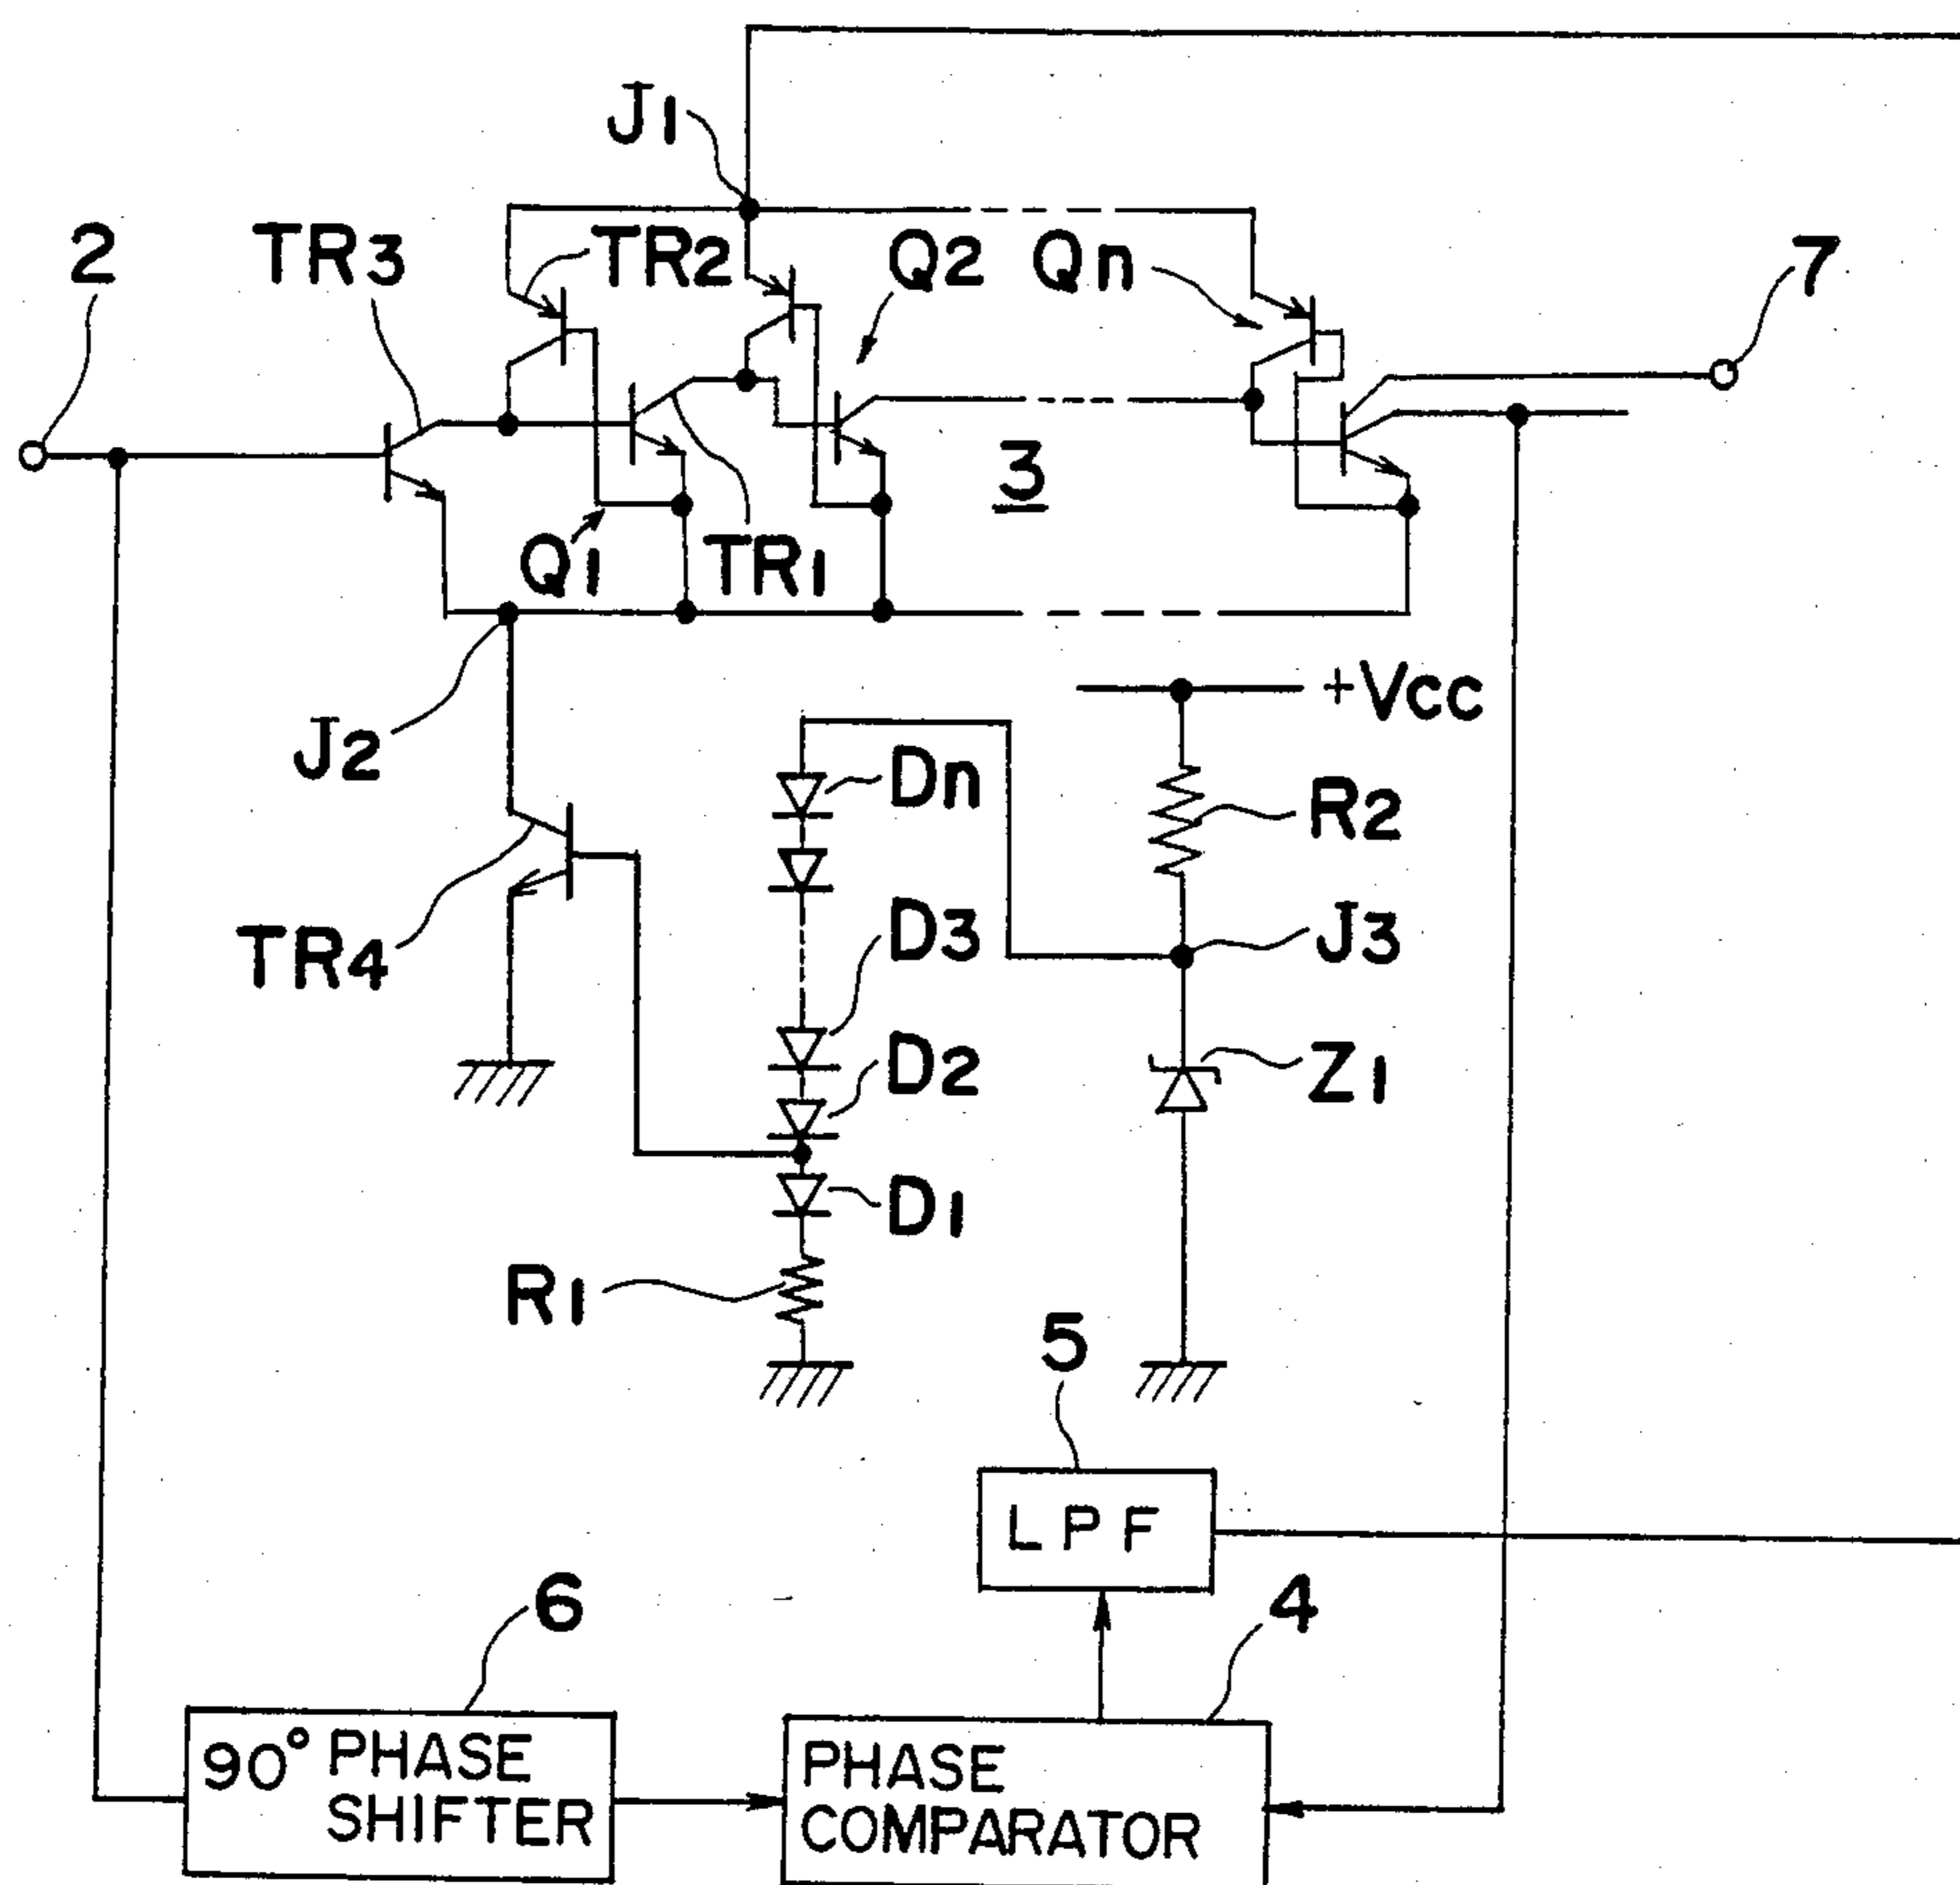 J1
2
TR3
TR2
Q2
Qn
7
3
Q1
TR1
J2
+Vcc
Dn
R2
TR4
D3
J3
D2
Z1
D1
R1
5
LPF
6
4
90° PHASE
SHIFTER
PHASE
COMPARATOR